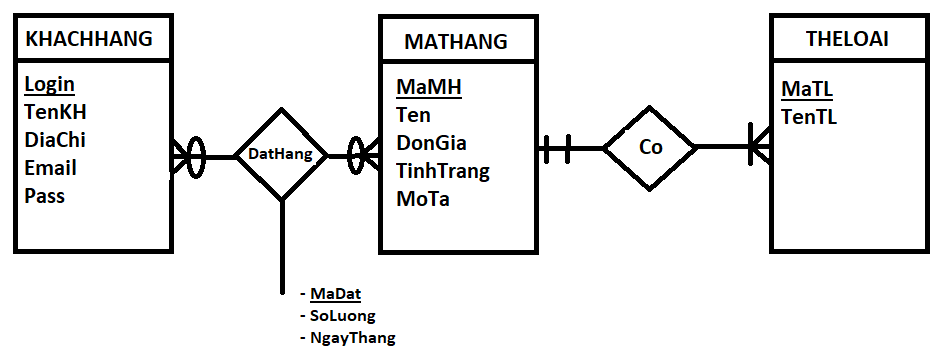 KHACHHANG
Login
TenKH
DiaChi
Email
Pass
DatHang
- MaDat
- SoLuong
- NgayThang
MATHANG
MaMH
Ten
DonGia
TinhTrang
MoTa
Co
THELOAI
MaTL
TenTL